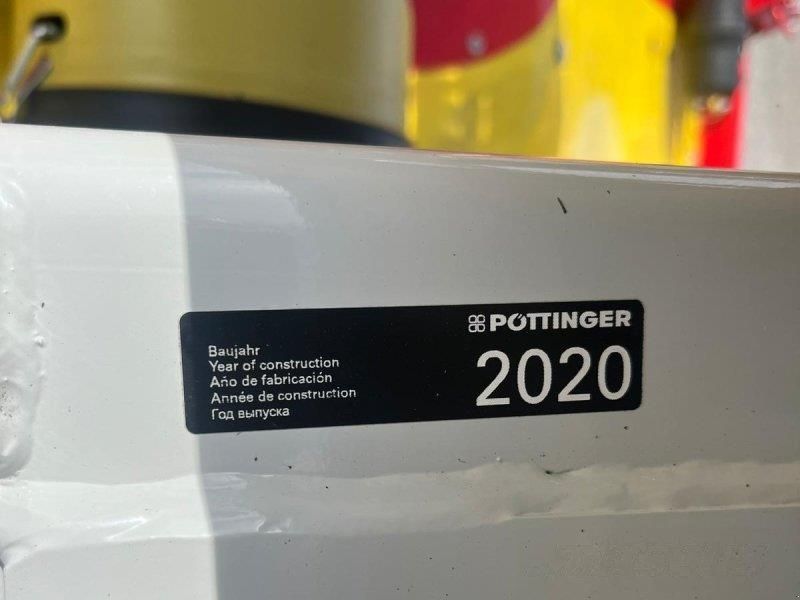 PÖTTINGER
Baujahr
Year of construction
Año de fabricación
Année de construction
Год выпуска
2020